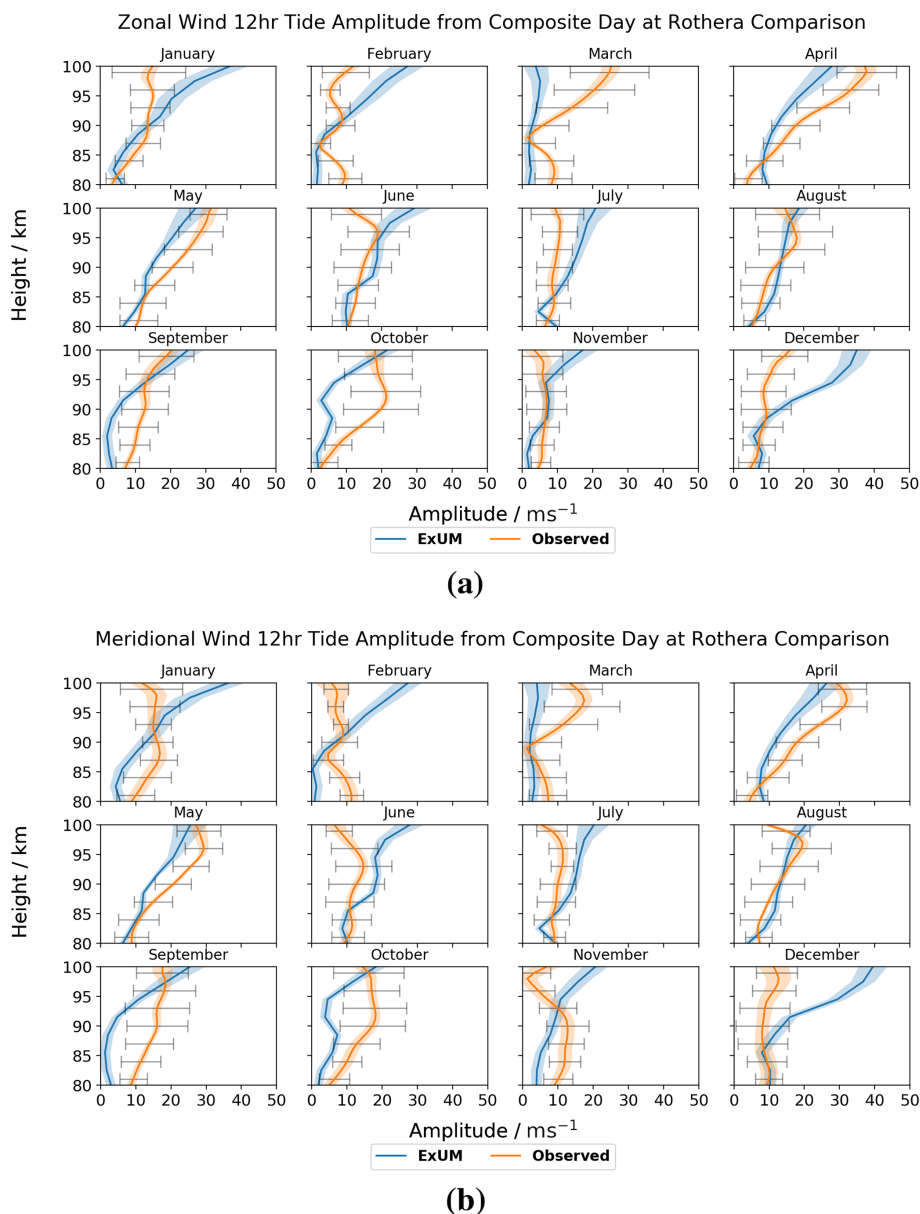 Zonal Wind 12hr Tide Amplitude from Composite Day at Rothera Comparison
January February March April
100
95
90
85
80
May June July August
100
95
90
85
80
Height / km
September October November December
100
95
90
85
80
0 10 20 30 40 50 0 10 20 30 40 50 0 10 20 30 40 50 0 10 20 30 40 50
Amplitude / ms⁻¹
ExUM Observed
(a)
Meridional Wind 12hr Tide Amplitude from Composite Day at Rothera Comparison
January February March April
100
95
90
85
80
May June July August
100
95
90
85
80
Height / km
September October November December
100
95
90
85
80
0 10 20 30 40 50 0 10 20 30 40 50 0 10 20 30 40 50 0 10 20 30 40 50
Amplitude / ms⁻¹
ExUM Observed
(b)